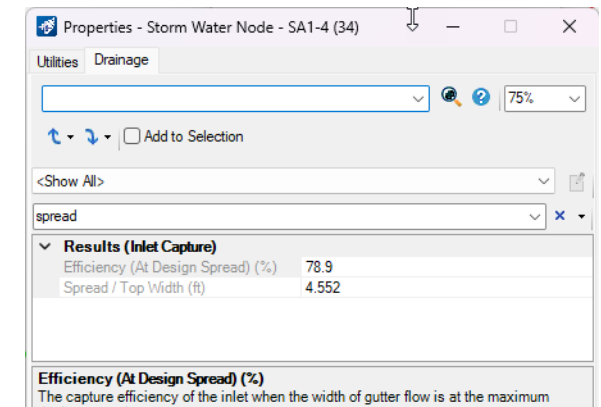 Properties - Storm Water Node - SA1-4 (34)
Utilities Drainage
75%
Add to Selection
<Show All>
spread
Results (Inlet Capture)
Efficiency (At Design Spread) (%) 78.9
Spread / Top Width (ft) 4.552
Efficiency (At Design Spread) (%)
The capture efficiency of the inlet when the width of gutter flow is at the maximum